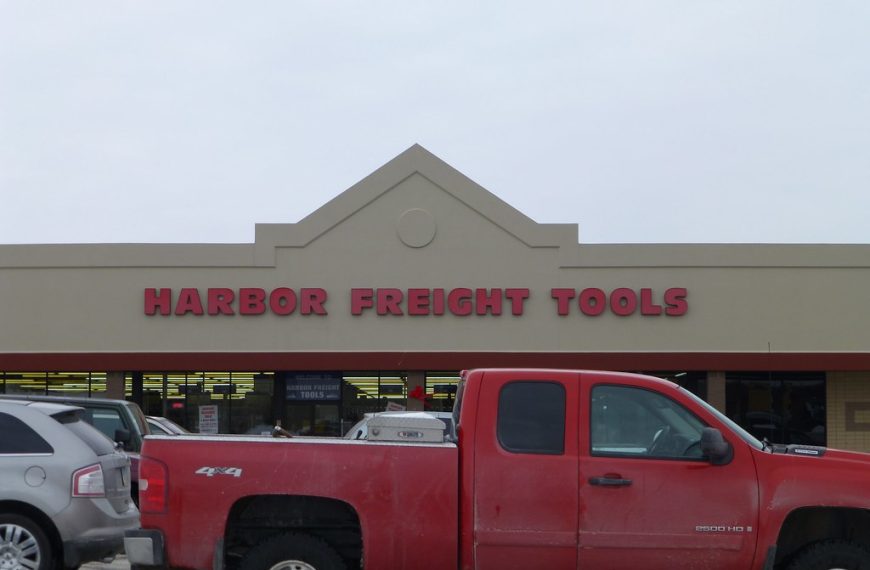 HARBOR FREIGHT TOOLS
HARBOR FREIGHT
TOOLS
4X4
2500 HD